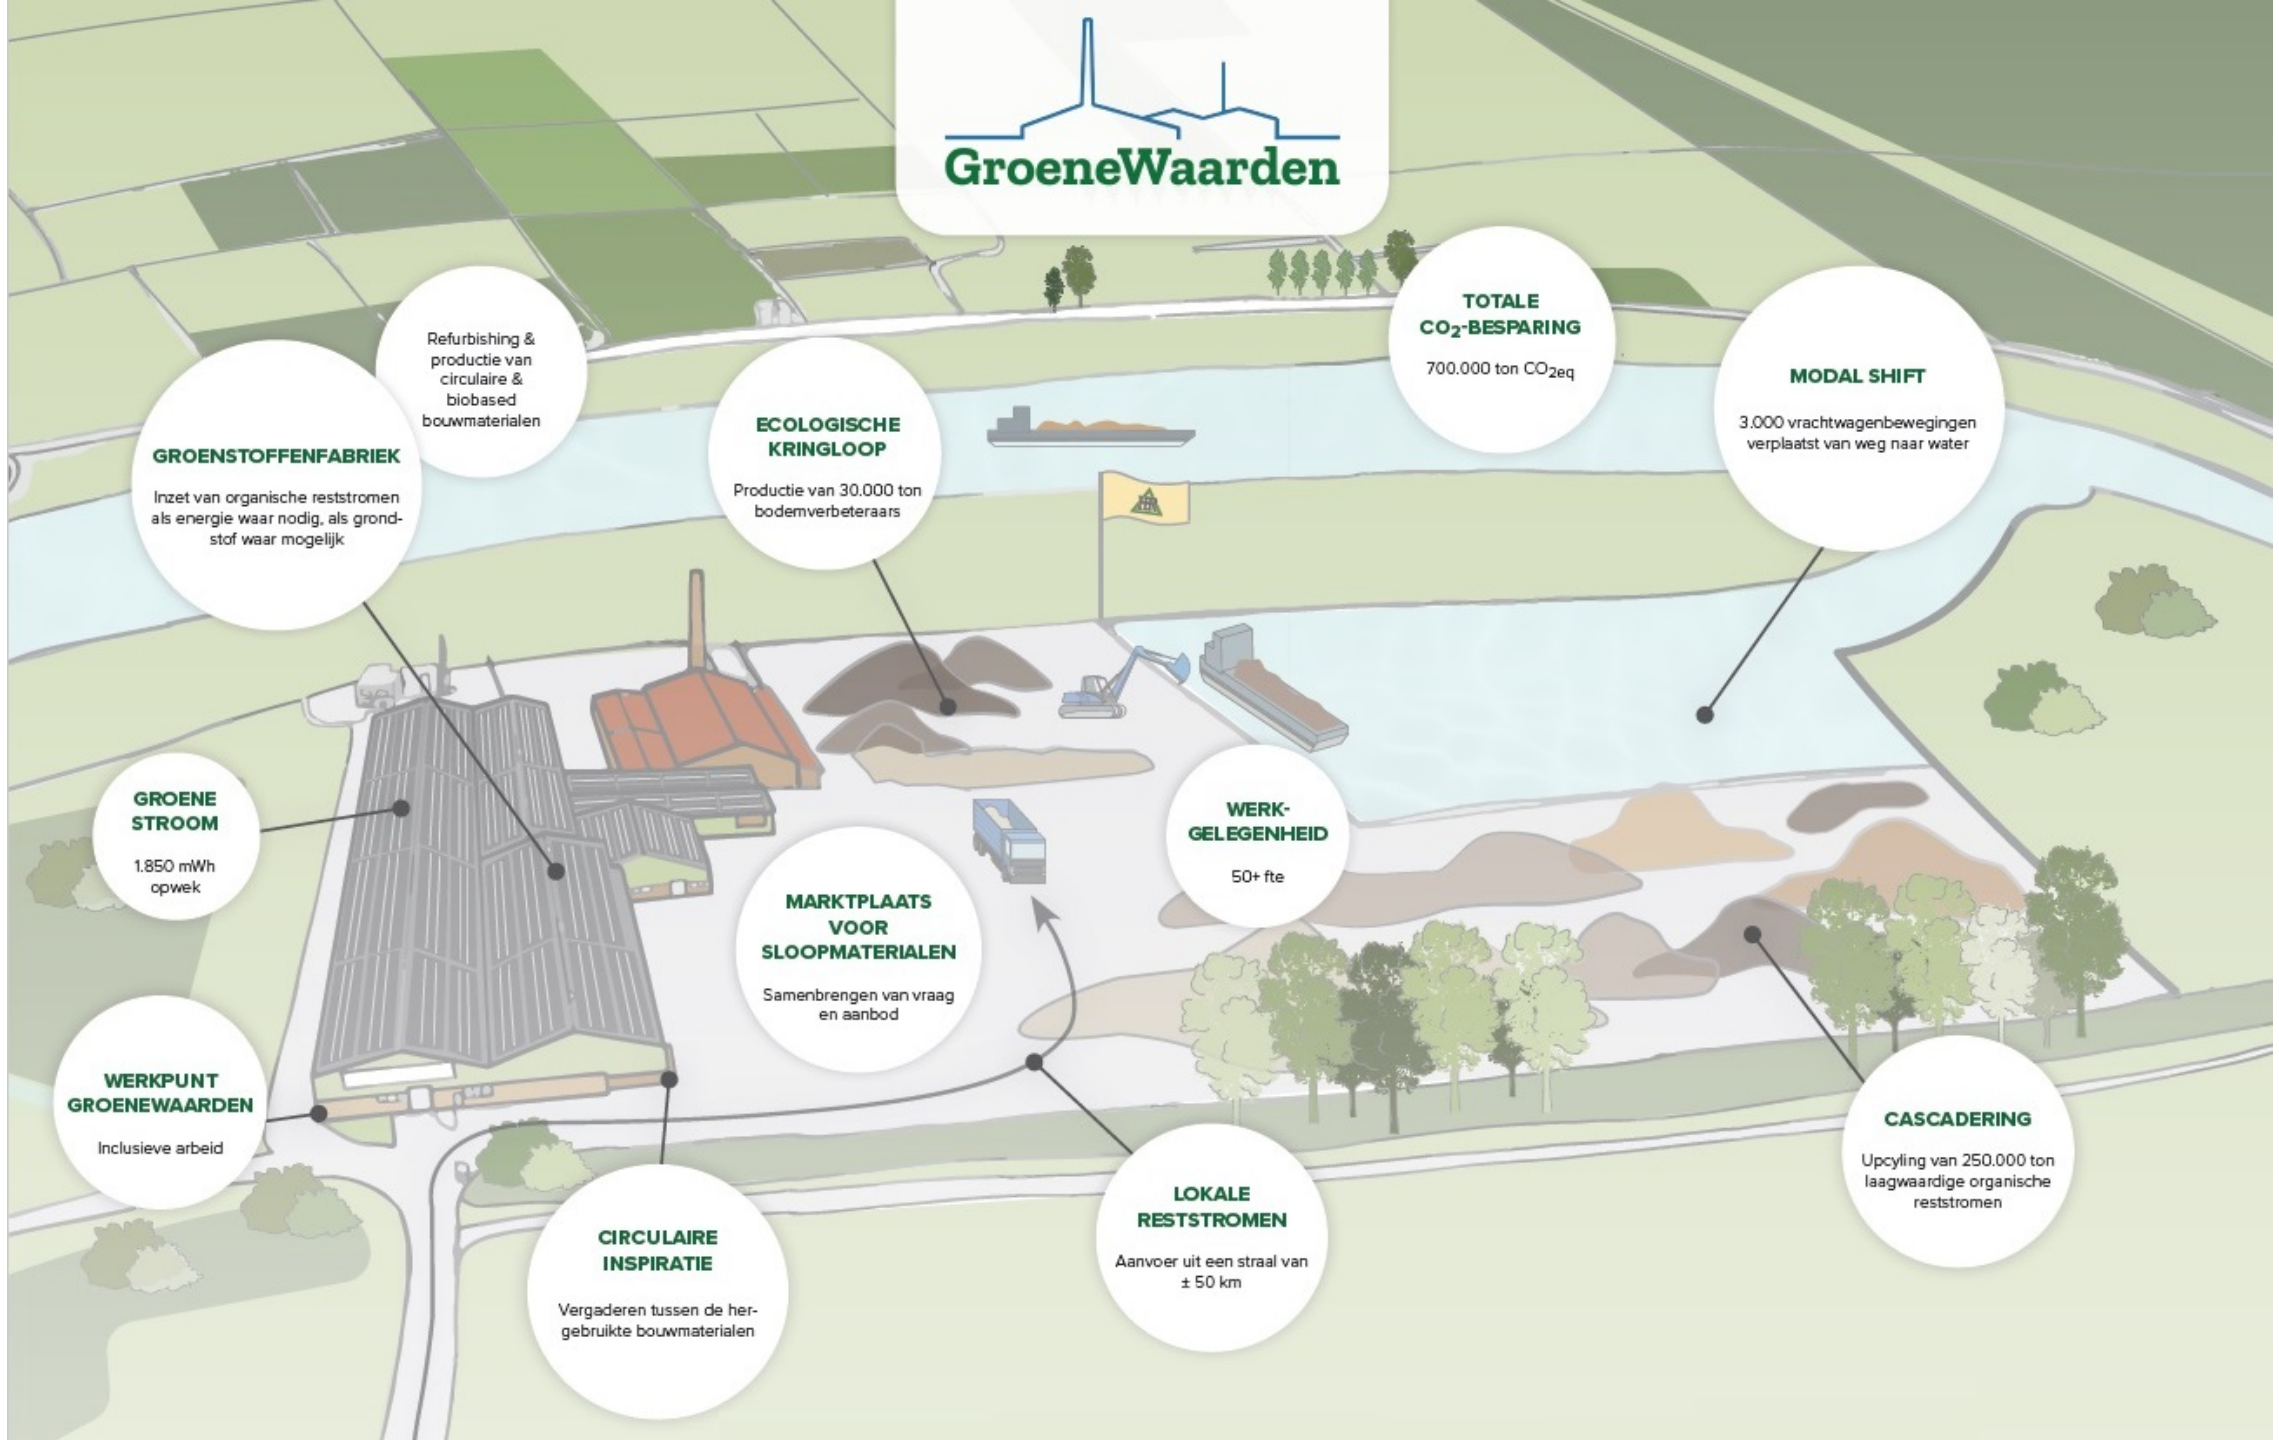 GroeneWaarden
TOTALE
CO₂-BESPARING
700.000 ton CO₂eq
MODAL SHIFT
3.000 vrachtwagenbewegingen
verplaatst van weg naar water
Refurbishing &
productie van
circulaire &
biobased
bouwmaterialen
GROENSTOFFENFABRIEK
Inzet van organische reststromen
als energie waar nodig, als grond-
stof waar mogelijk
ECOLOGISCHE
KRINGLOOP
Productie van 30.000 ton
bodemverbeteraars
GROENE
STROOM
1.850 mWh
opwek
MARKTPLAATS
VOOR
SLOOPMATERIALEN
Samenbrengen van vraag
en aanbod
WERK-
GELEGENHEID
50+ fte
WERKPUNT
GROENEWAARDEN
Inclusieve arbeid
CIRCULAIRE
INSPIRATIE
Vergaderen tussen de her-
gebruikte bouwmaterialen
LOKALE
RESTSTROMEN
Aanvoer uit een straal van
± 50 km
CASCADERING
Upcyling van 250.000 ton
laagwaardige organische
reststromen